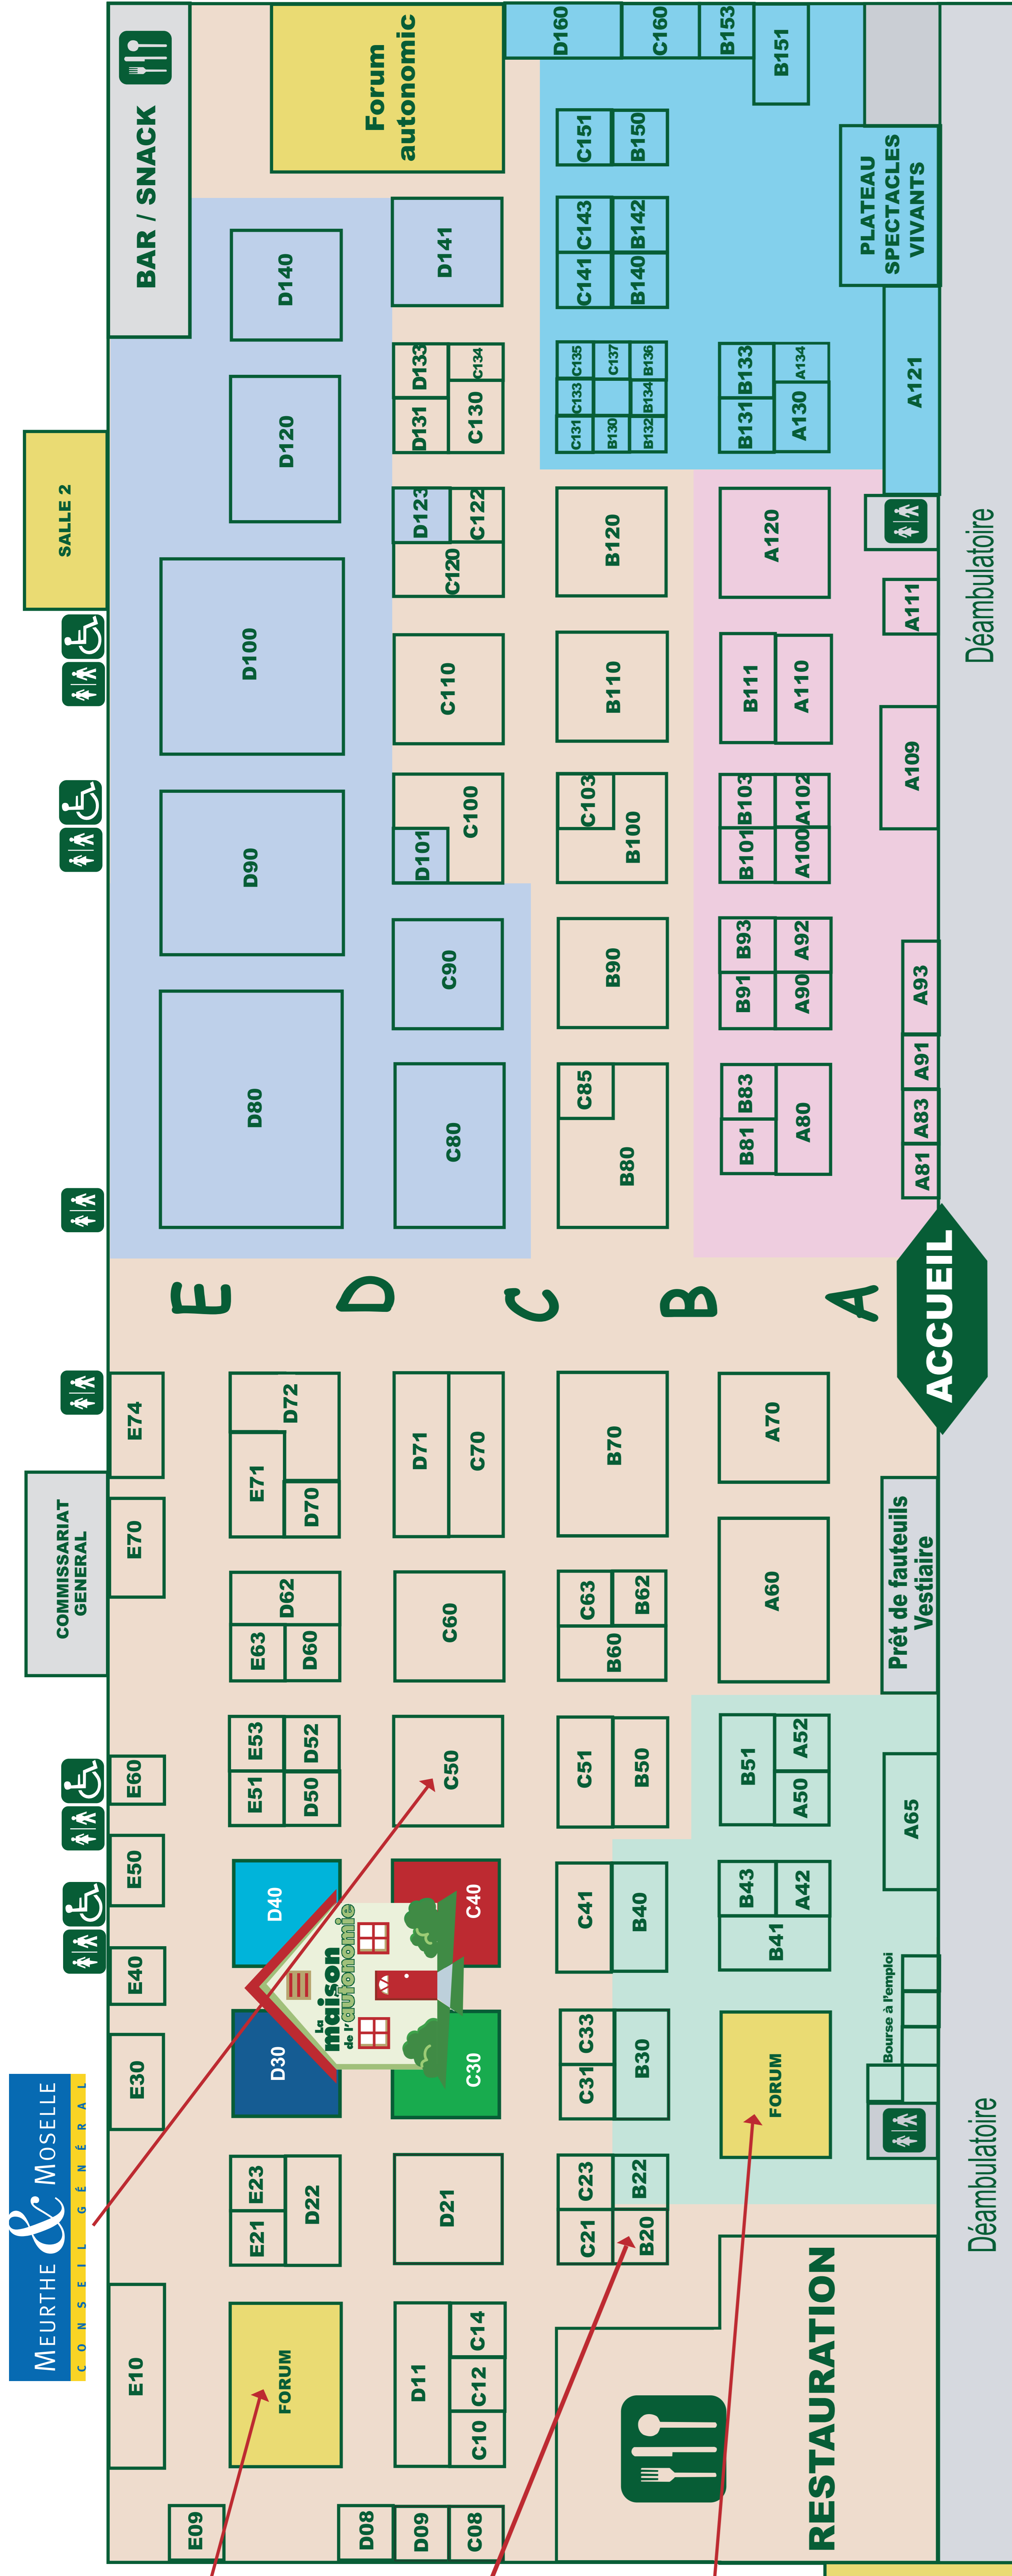 BAR / SNACK
Forum
autonomic
D160
C160
B153
B151
C151
B150
PLATEAU
SPECTACLES
VIVANTS
C143
B142
C141
B140
D140
D141
A121
D133
C134
D131
C130
C135
C137
B136
C133
B134
C131
B130
B132
B133
A134
B131
A130
D120
SALLE 2
D123
C122
C120
B120
A120
Déambulatoire
A111
D100
C110
B110
B111
A110
A109
C100
D101
C103
B100
B103
A102
B101
A100
D90
C90
B90
B93
A92
B91
A90
A93
A91
A83
A81
D80
C80
C85
B80
B83
B81
A80
E
D
C
B
A
ACCUEIL
E74
D72
E71
D70
D71
C70
B70
A70
COMMISSARIAT
GENERAL
E70
D62
E63
D60
C60
C63
B62
B60
A60
Prêt de fauteuils
Vestiaire
E60
E53
D52
E51
D50
C50
C51
B50
B51
A52
A50
A65
E50
D40
C40
C41
B40
B43
A42
B41
E40
La
maison
de l'autonomie
Bourse à l'emploi
E30
D30
C30
C33
C31
B30
FORUM
MEURTHE & MOSELLE
CONSEIL GÉNÉRAL
E23
E21
D22
D21
C23
B22
C21
B20
Déambulatoire
E10
FORUM
D11
C14
C12
C10
RESTAURATION
E09
D08
D09
C08